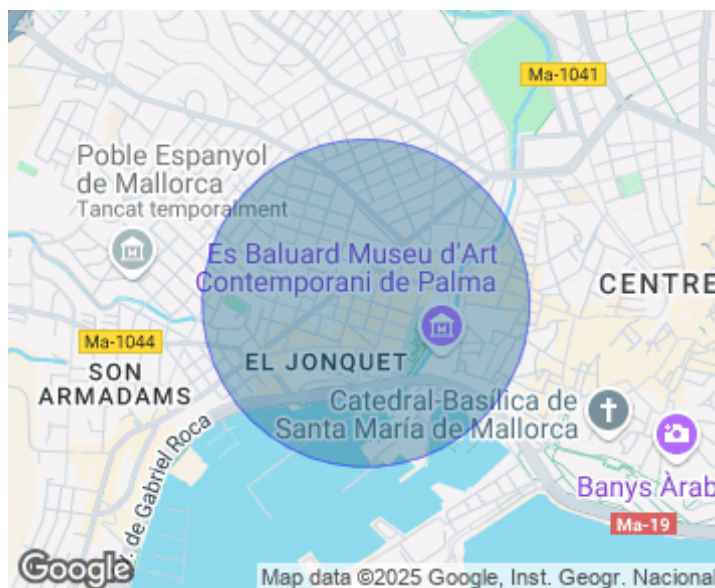 Ma-1041
Poble Espanyol
de Mallorca
Tancat temporalment
Es Baluard Museu d'Art
Contemporani de Palma
CENTRE
Ma-1044
SON
ARMADAMS
EL JONQUET
Catedral-Basílica de
Santa María de Mallorca
. de Gabriel Roca
Banys Àrab
Ma-19
Google
Map data ©2025 Google, Inst. Geogr. Nacional